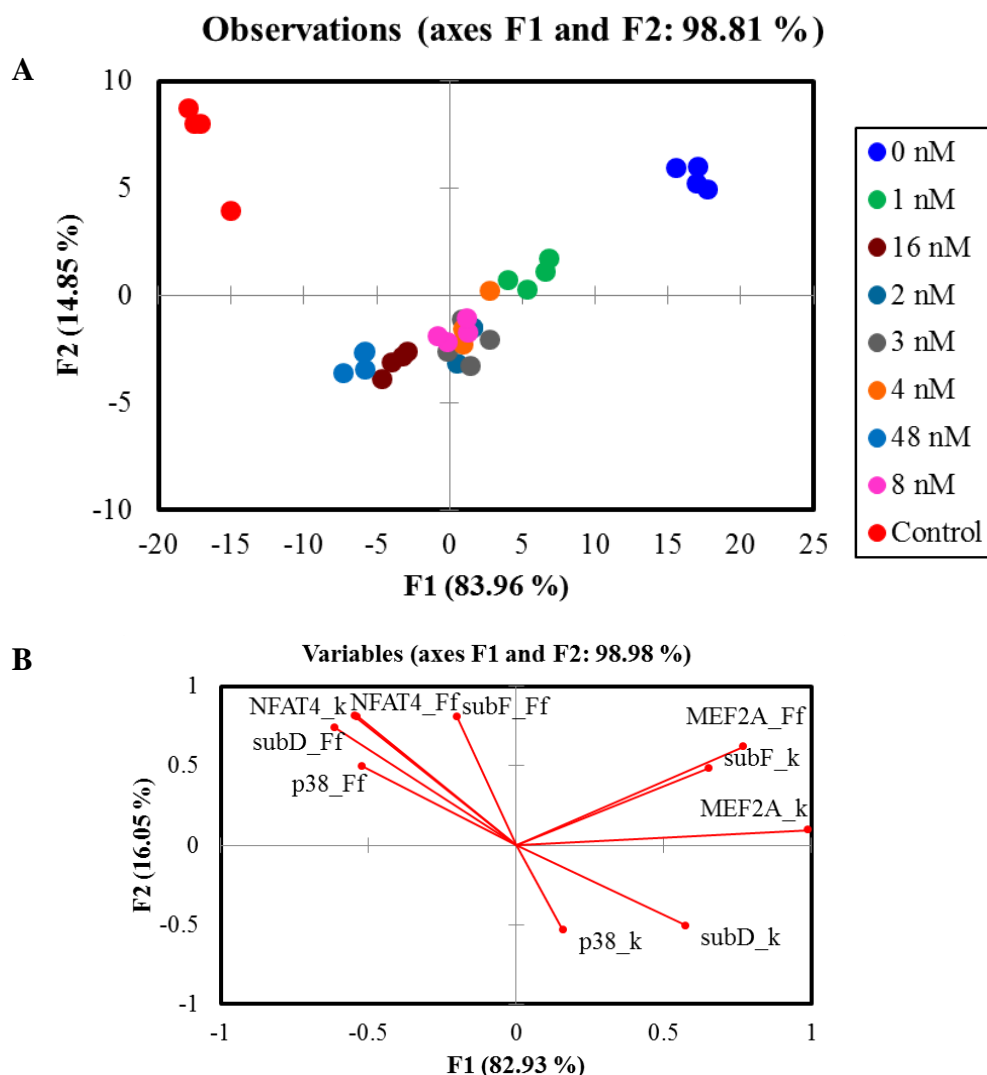 Observations (axes F1 and F2: 98.81 %)
A
10
5
0
-5
-10
F2 (14.85 %)
-20 -15 -10 -5 0 5 10 15 20 25
F1 (83.96 %)
0 nM
1 nM
16 nM
2 nM
3 nM
4 nM
48 nM
8 nM
Control
B
Variables (axes F1 and F2: 98.98 %)
1
0.5
0
-0.5
-1
F2 (16.05 %)
NFAT4_k NFAT4_Ff subF_Ff
subD_Ff
p38_Ff
MEF2A_Ff
subF_k
MEF2A_k
p38_k subD_k
-1 -0.5 0 0.5 1
F1 (82.93 %)